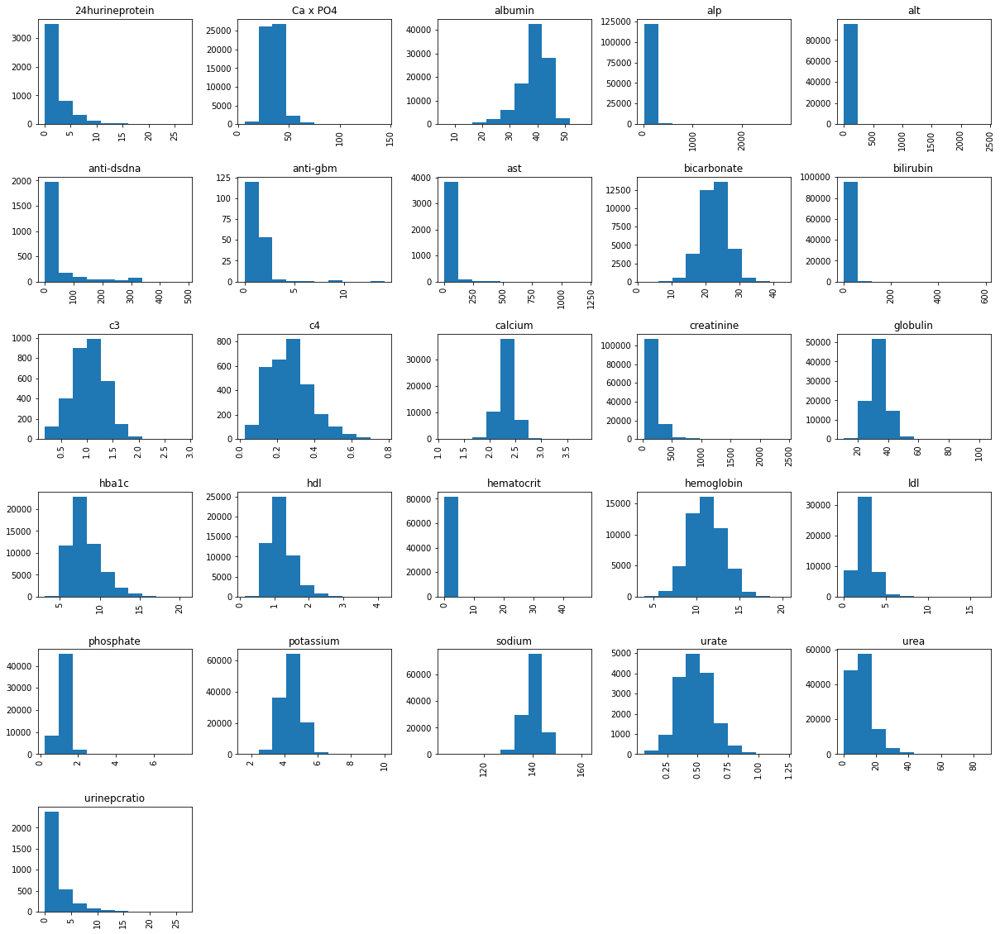 24hurineprotein
3000
2000
1000
0
0 5 10 15 20 25
Ca x PO4
25000
20000
15000
10000
5000
0
0 50 100 150
albumin
40000
30000
20000
10000
0
10 20 30 40 50
alp
125000
100000
75000
50000
25000
0
0 1000 2000
alt
80000
60000
40000
20000
0
0 500 1000 1500 2000 2500
anti-dsdna
2000
1500
1000
500
0
0 100 200 300 400 500
anti-gbm
125
100
75
50
25
0
0 5 10
ast
4000
3000
2000
1000
0
0 250 500 750 1000 1250
bicarbonate
12500
10000
7500
5000
2500
0
0 10 20 30 40
bilirubin
100000
80000
60000
40000
20000
0
0 200 400 600
c3
1000
800
600
400
200
0
0.5 1.0 1.5 2.0 2.5 3.0
c4
800
600
400
200
0
0.0 0.2 0.4 0.6 0.8
calcium
30000
20000
10000
0
1.0 1.5 2.0 2.5 3.0 3.5
creatinine
100000
80000
60000
40000
20000
0
0 500 1000 1500 2000 2500
globulin
50000
40000
30000
20000
10000
0
20 40 60 80 100
hba1c
20000
15000
10000
5000
0
5 10 15 20
hdl
25000
20000
15000
10000
5000
0
0 1 2 3 4
hematocrit
80000
60000
40000
20000
0
0 10 20 30 40
hemoglobin
15000
10000
5000
0
5 10 15 20
ldl
30000
20000
10000
0
0 5 10 15
phosphate
40000
30000
20000
10000
0
0 2 4 6
potassium
60000
40000
20000
0
2 4 6 8 10
sodium
60000
40000
20000
0
120 140 160
urate
5000
4000
3000
2000
1000
0
0.25 0.50 0.75 1.00 1.25
urea
60000
40000
20000
0
0 20 40 60 80
urinepcratio
2000
1500
1000
500
0
0 5 10 15 20 25